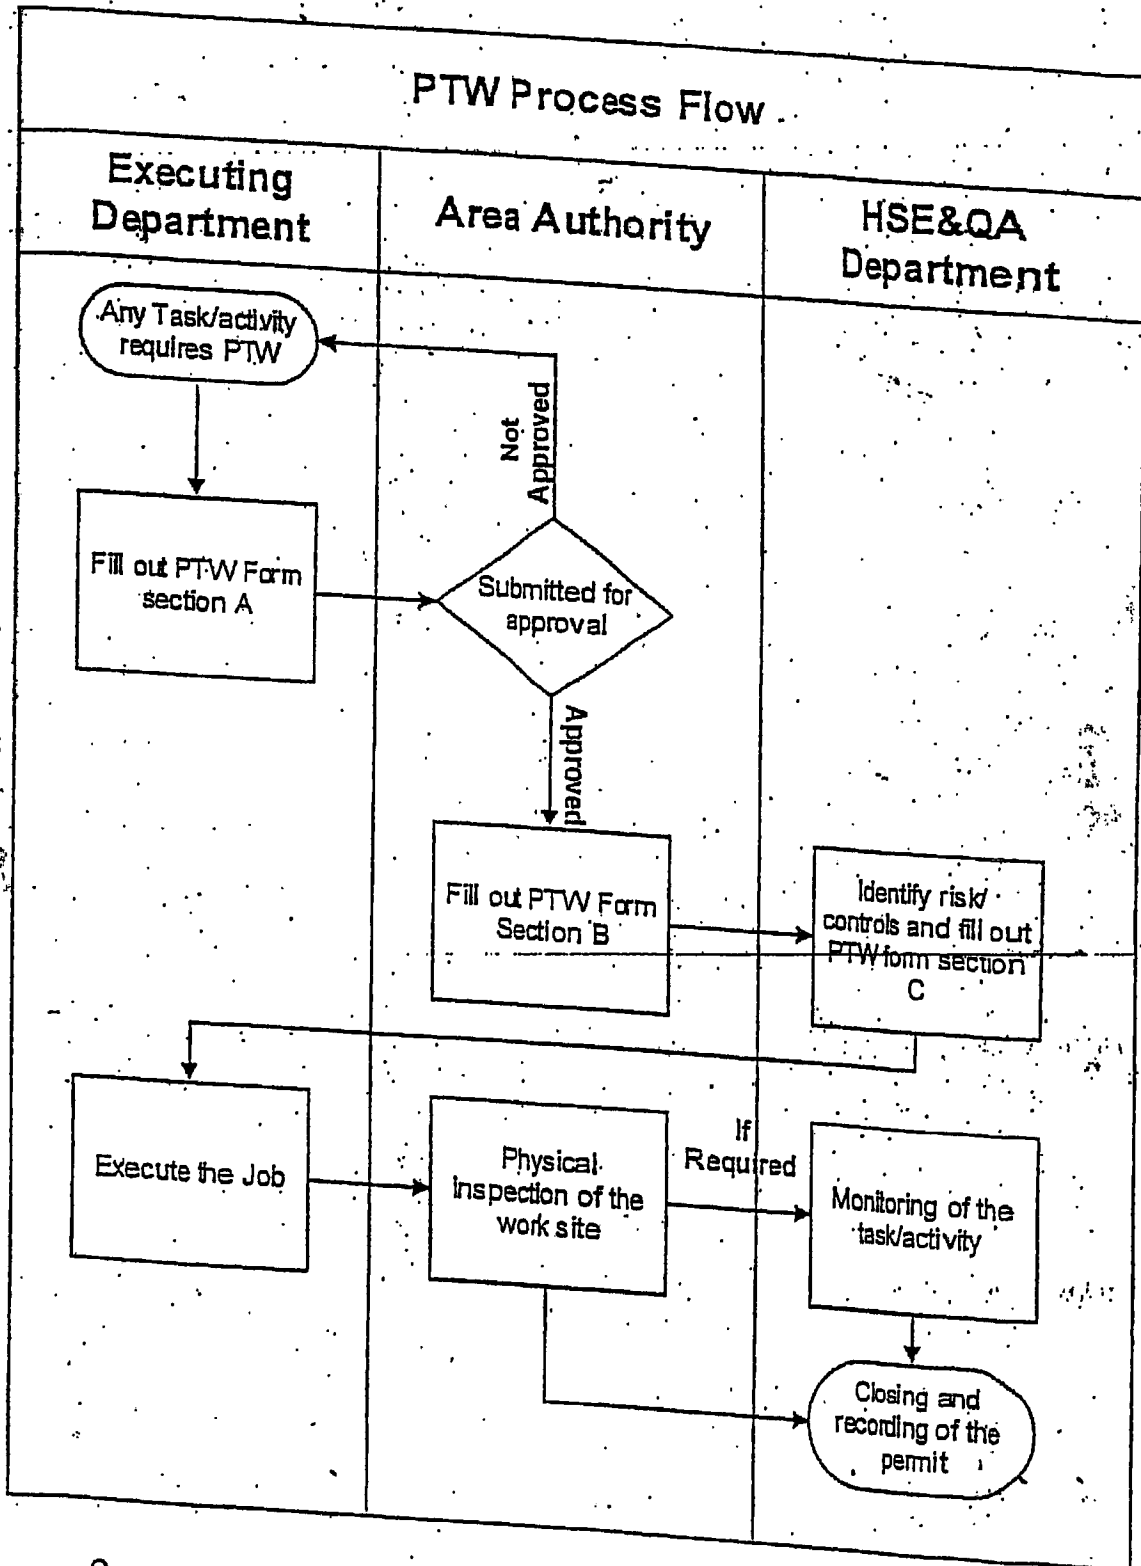 PTW Process Flow
Executing
Department
Area Authority
HSE&QA
Department
Any Task/activity
requires PTW
Not
Approved
Fill out PTW Form
section A
Submitted for
approval
Approved
Fill out PTW Form
Section B
Identify risk/
controls and fill out
PTW form section
C
Execute the Job
Physical
inspection of the
work site
If
Required
Monitoring of the
task/activity
Closing and
recording of the
permit